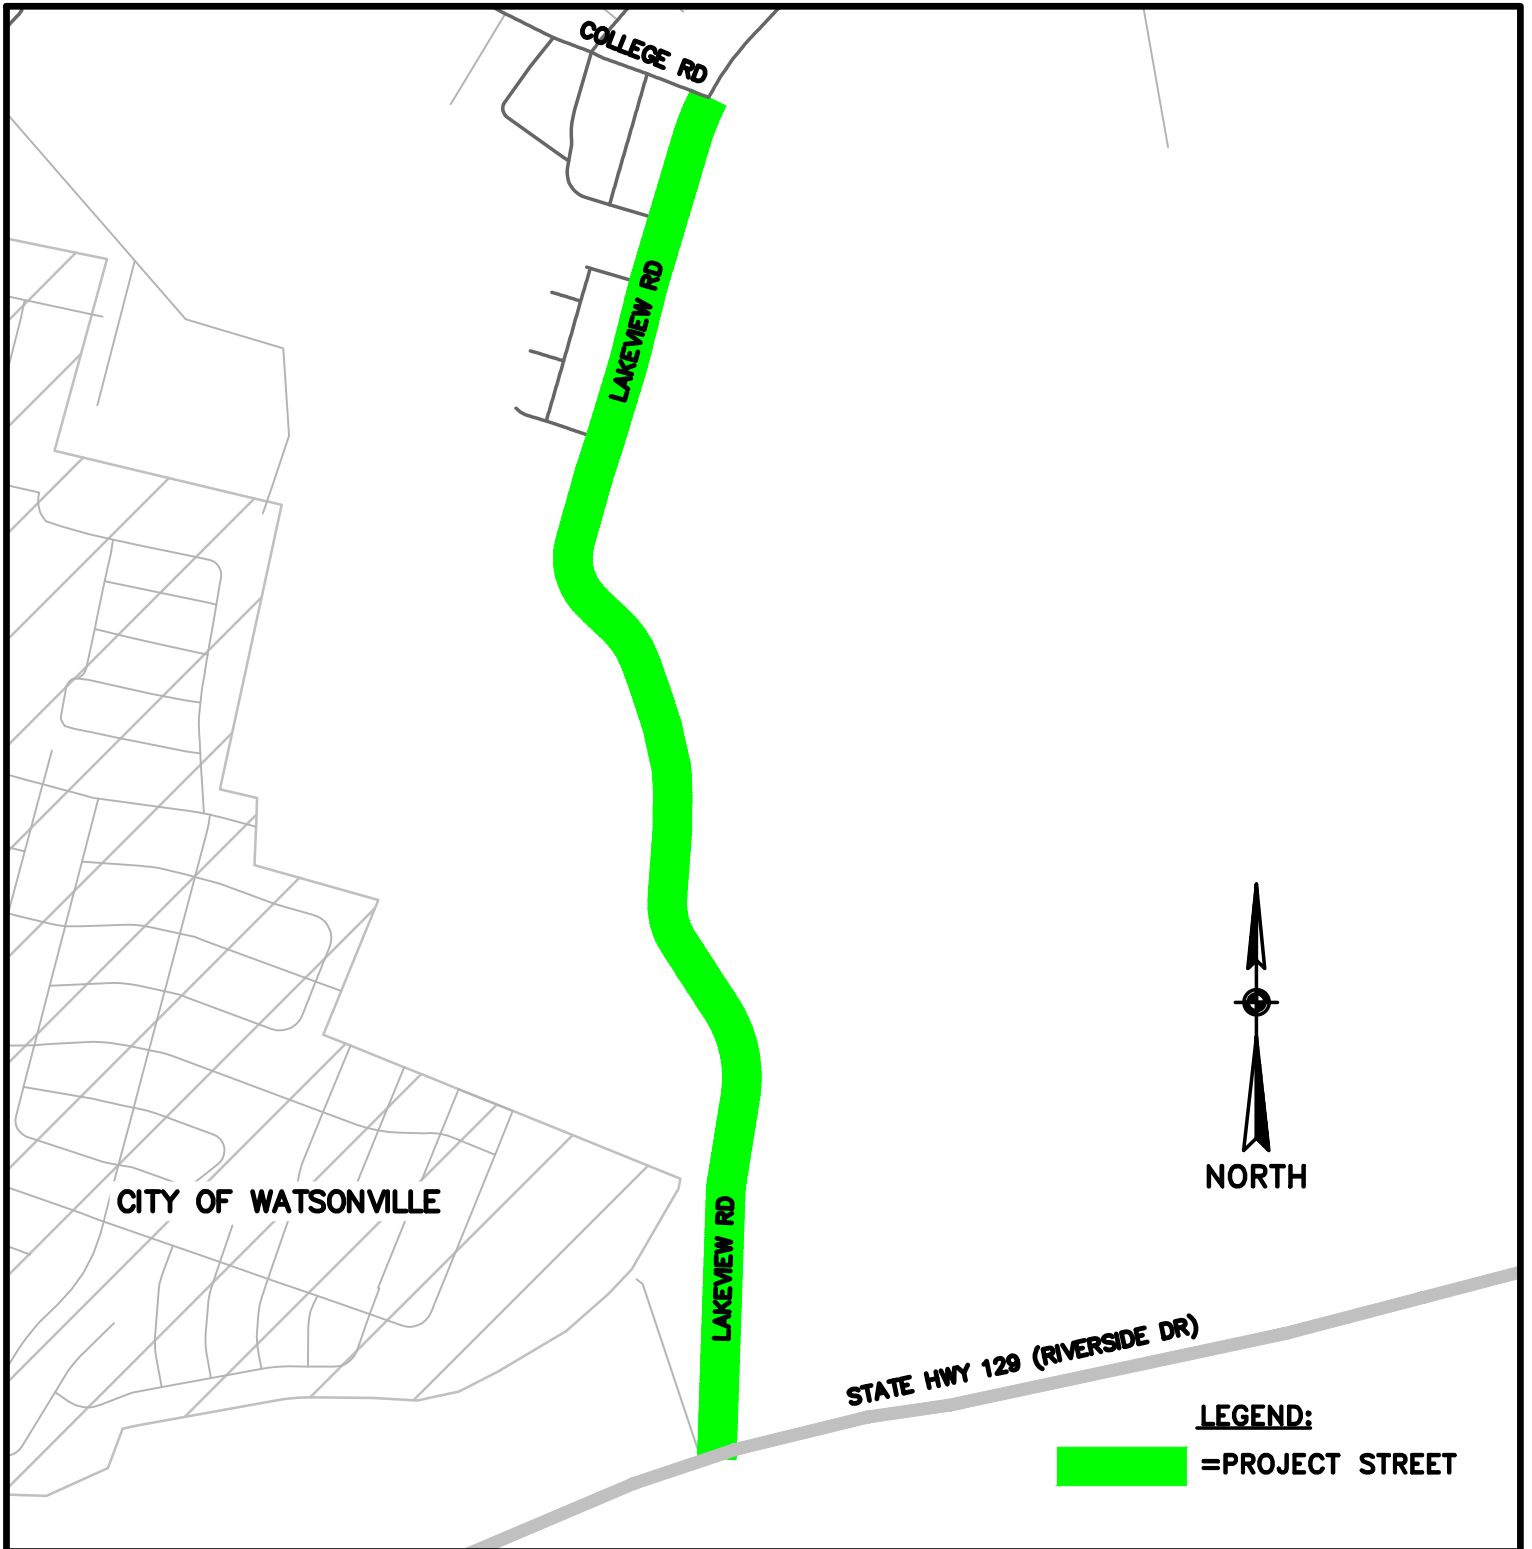 COLLEGE RD
LAKEVIEW RD
CITY OF WATSONVILLE
NORTH
LAKEVIEW RD
STATE HWY 129 (RIVERSIDE DR)
LEGEND:
=PROJECT STREET